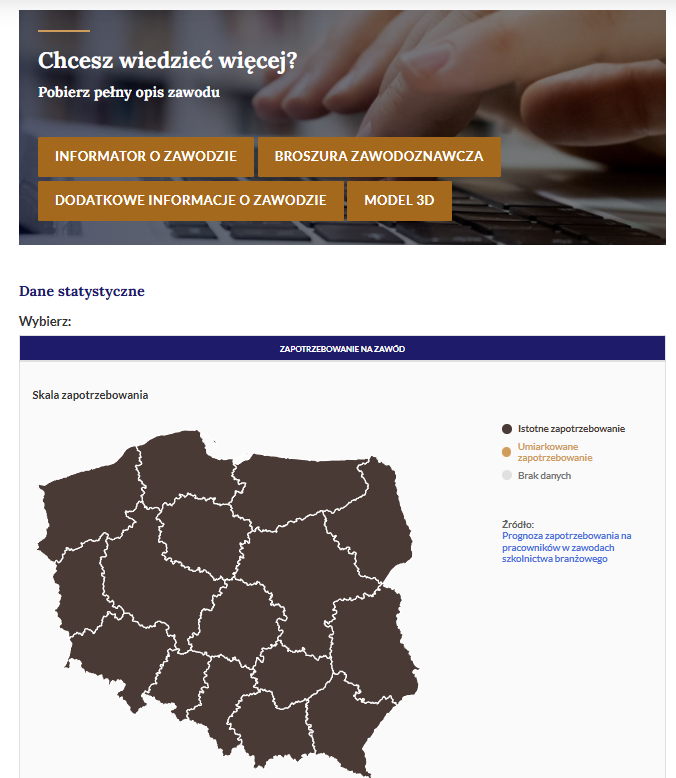 Chcesz wiedzieć więcej?
Pobierz pełny opis zawodu
INFORMATOR O ZAWODZIE
BROSZURA ZAWODOZNAWCZA
DODATKOWE INFORMACJE O ZAWODZIE
MODEL 3D
Dane statystyczne
Wybierz:
ZAPOTRZEBOWANIE NA ZAWÓD
Skala zapotrzebowania
Istotne zapotrzebowanie
Umiarkowane
zapotrzebowanie
Brak danych
Źródło:
Prognoza zapotrzebowania na
pracowników w zawodach
szkolnictwa branżowego